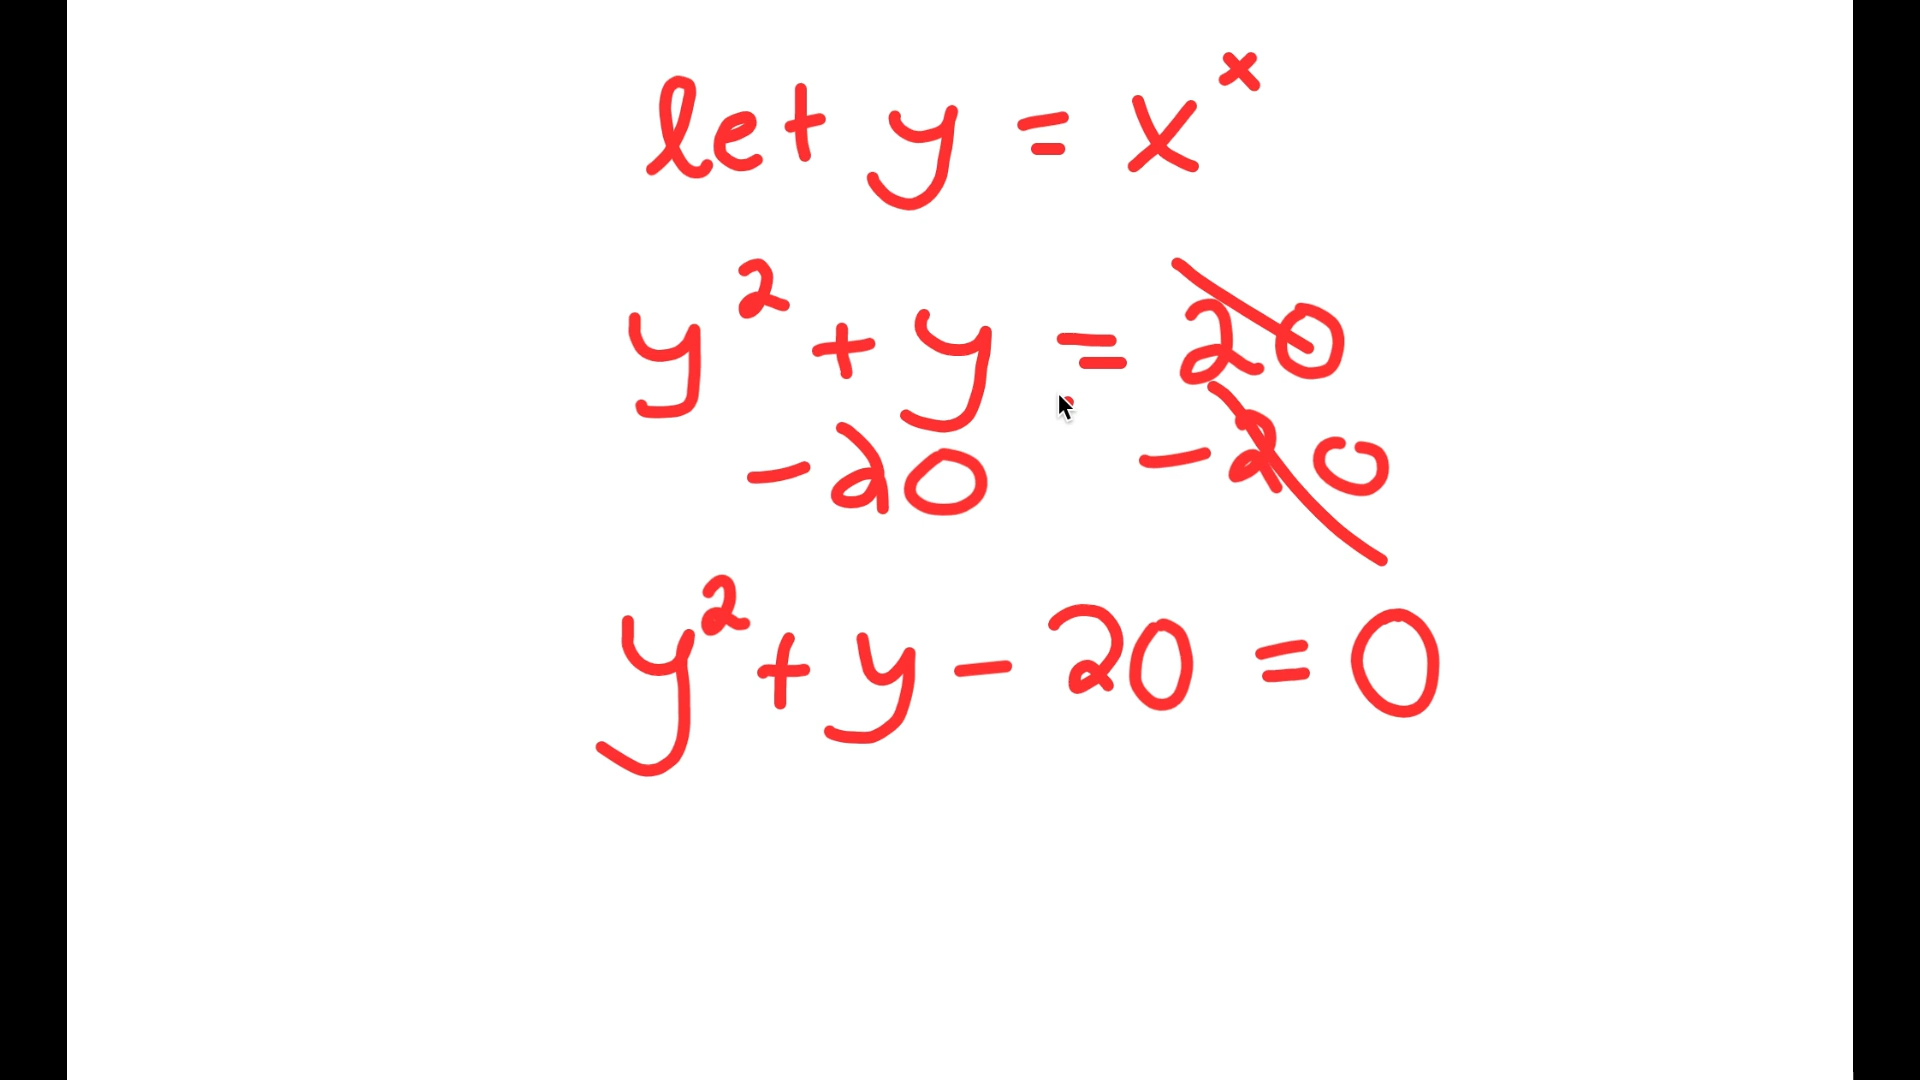 let y = x^x
y^2 + y = 20
-20 -20
y^2 + y - 20 = 0